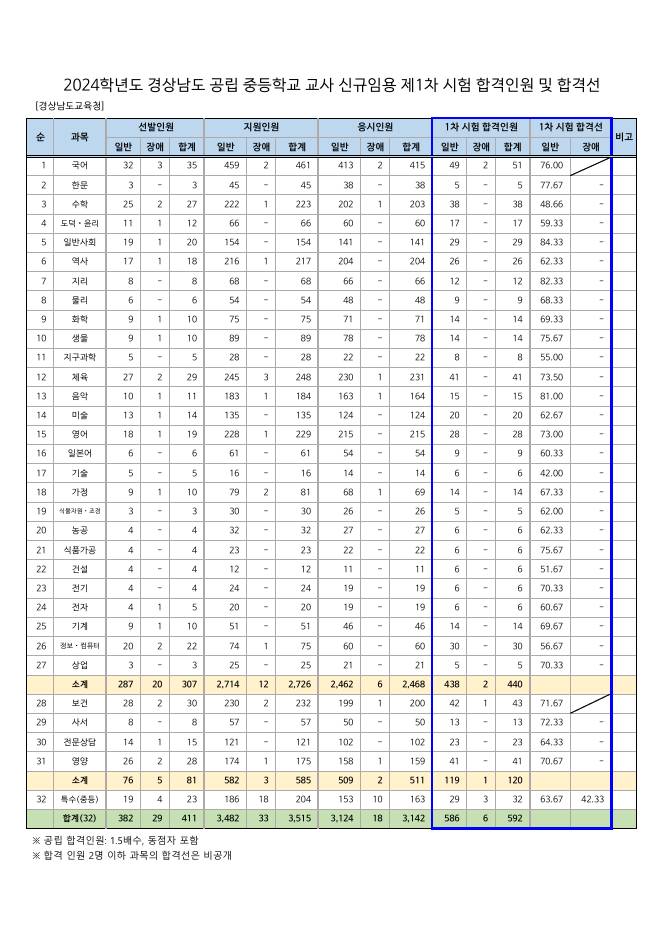 2024학년도 경상남도 공립 중등학교 교사 신규임용 제1차 시험 합격인원 및 합격선
[경상남도교육청]
순 과목 선발인원 지원인원 응시인원 1차 시험 합격인원 1차 시험 합격선 비고
일반 장애 합계 일반 장애 합계 일반 장애 합계 일반 장애 합계 일반 장애
1 국어 32 3 35 459 2 461 413 2 415 49 2 51 76.00
2 한문 3 – 3 45 – 45 38 – 38 5 – 5 77.67 –
3 수학 25 2 27 222 1 223 202 1 203 38 – 38 48.66 –
4 도덕·윤리 11 1 12 66 – 66 60 – 60 17 – 17 59.33 –
5 일반사회 19 1 20 154 – 154 141 – 141 29 – 29 84.33 –
6 역사 17 1 18 216 1 217 204 – 204 26 – 26 62.33 –
7 지리 8 – 8 68 – 68 66 – 66 12 – 12 82.33 –
8 물리 6 – 6 54 – 54 48 – 48 9 – 9 68.33 –
9 화학 9 1 10 75 – 75 71 – 71 14 – 14 69.33 –
10 생물 9 1 10 89 – 89 78 – 78 14 – 14 75.67 –
11 지구과학 5 – 5 28 – 28 22 – 22 8 – 8 55.00 –
12 체육 27 2 29 245 3 248 230 1 231 41 – 41 73.50 –
13 음악 10 1 11 183 1 184 163 1 164 15 – 15 81.00 –
14 미술 13 1 14 135 – 135 124 – 124 20 – 20 62.67 –
15 영어 18 1 19 228 1 229 215 – 215 28 – 28 73.00 –
16 일본어 6 – 6 61 – 61 54 – 54 9 – 9 60.33 –
17 기술 5 – 5 16 – 16 14 – 14 6 – 6 42.00 –
18 가정 9 1 10 79 2 81 68 1 69 14 – 14 67.33 –
19 식물자원·조경 3 – 3 30 – 30 26 – 26 5 – 5 62.00 –
20 농공 4 – 4 32 – 32 27 – 27 6 – 6 62.33 –
21 식품가공 4 – 4 23 – 23 22 – 22 6 – 6 75.67 –
22 건설 4 – 4 12 – 12 11 – 11 6 – 6 51.67 –
23 전기 4 – 4 24 – 24 19 – 19 6 – 6 70.33 –
24 전자 4 1 5 20 – 20 19 – 19 6 – 6 60.67 –
25 기계 9 1 10 51 – 51 46 – 46 14 – 14 69.67 –
26 정보·컴퓨터 20 2 22 74 1 75 60 – 60 30 – 30 56.67 –
27 상업 3 – 3 25 – 25 21 – 21 5 – 5 70.33 –
소계 287 20 307 2,714 12 2,726 2,462 6 2,468 438 2 440
28 보건 28 2 30 230 2 232 199 1 200 42 1 43 71.67
29 사서 8 – 8 57 – 57 50 – 50 13 – 13 72.33 –
30 전문상담 14 1 15 121 – 121 102 – 102 23 – 23 64.33 –
31 영양 26 2 28 174 1 175 158 1 159 41 – 41 70.67 –
소계 76 5 81 582 3 585 509 2 511 119 1 120
32 특수(중등) 19 4 23 186 18 204 153 10 163 29 3 32 63.67 42.33
합계(32) 382 29 411 3,482 33 3,515 3,124 18 3,142 586 6 592
※ 공립 합격인원: 1.5배수, 동점자 포함
※ 합격 인원 2명 이하 과목의 합격선은 비공개